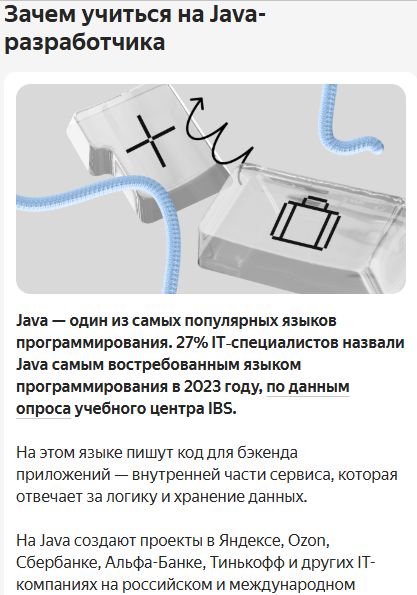 Зачем учиться на Java-
разработчика
Java — один из самых популярных языков
программирования. 27% IT-специалистов назвали
Java самым востребованным языком
программирования в 2023 году, по данным
опроса учебного центра IBS.
На этом языке пишут код для бэкенда
приложений — внутренней части сервиса, которая
отвечает за логику и хранение данных.
На Java создают проекты в Яндексе, Ozon,
Сбербанке, Альфа-Банке, Тинькофф и других IT-
компаниях на российском и международном